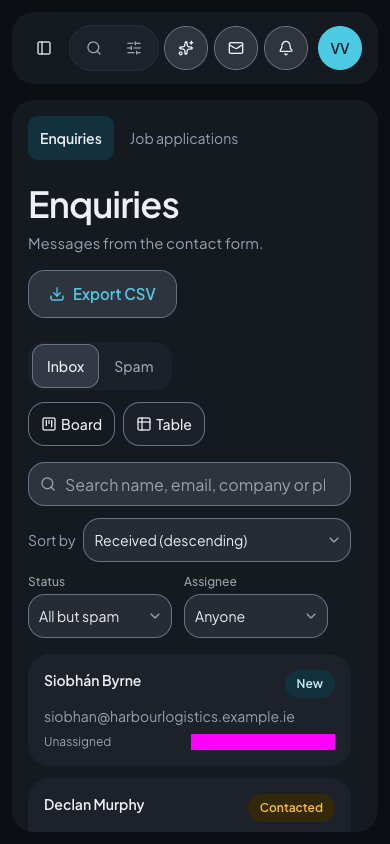 VV
Enquiries
Job applications
Enquiries
Messages from the contact form.
Export CSV
Inbox
Spam
Board
Table
Search name, email, company or pl
Sort by
Received (descending)
Status
Assignee
All but spam
Anyone
Siobhán Byrne
New
siobhan@harbourlogistics.example.ie
Unassigned
Declan Murphy
Contacted